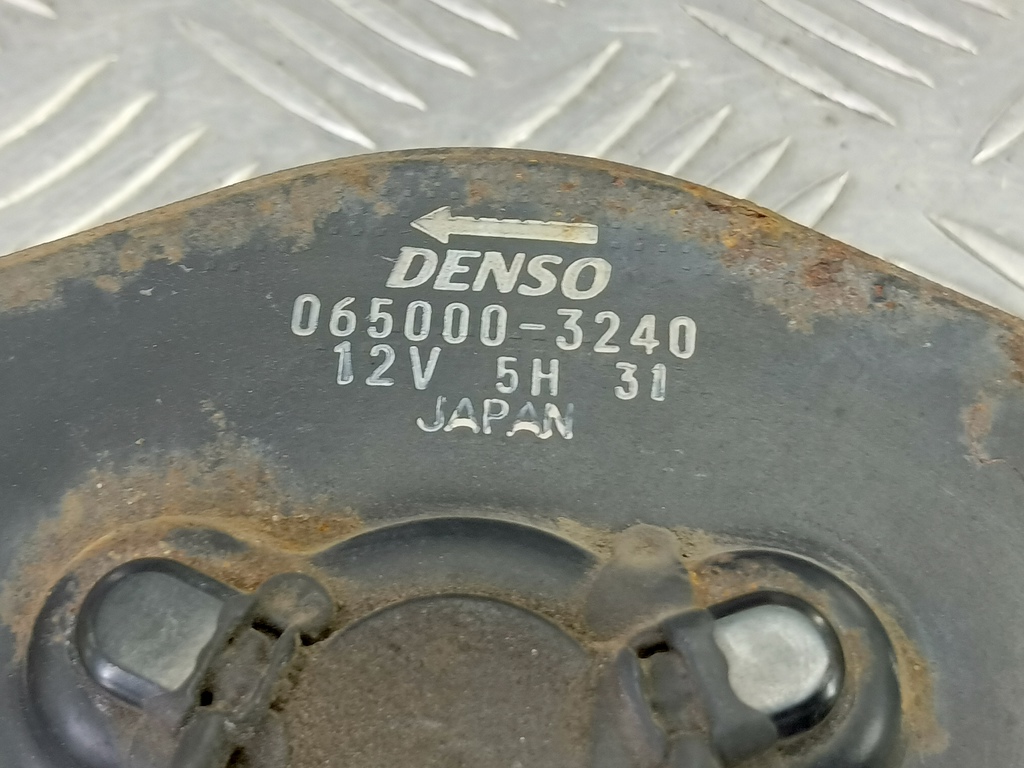 DENSO
065000-3240
12V 5H 31
JAPAN